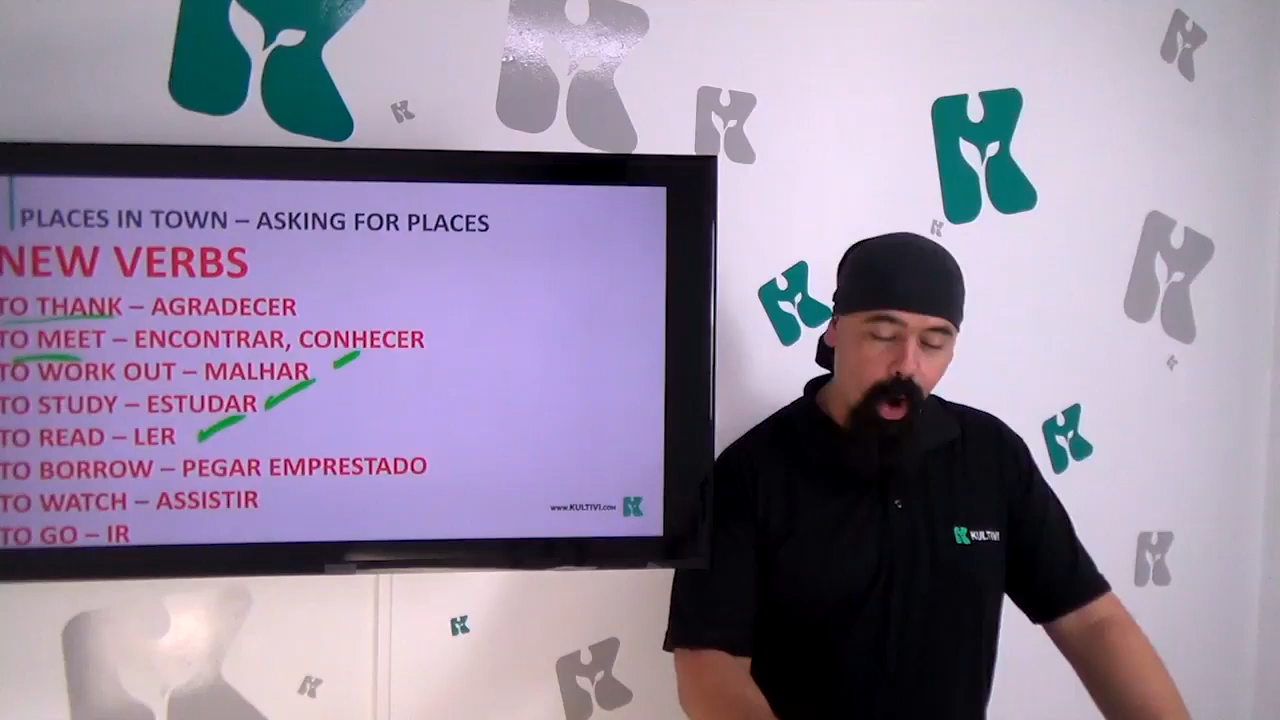 PLACES IN TOWN – ASKING FOR PLACES
NEW VERBS
TO THANK – AGRADECER
TO MEET – ENCONTRAR, CONHECER
TO WORK OUT – MALHAR
TO STUDY – ESTUDAR
TO READ – LER
TO BORROW – PEGAR EMPRESTADO
TO WATCH – ASSISTIR
TO GO – IR
WWW.KULTIVI.COM
KULTIVI